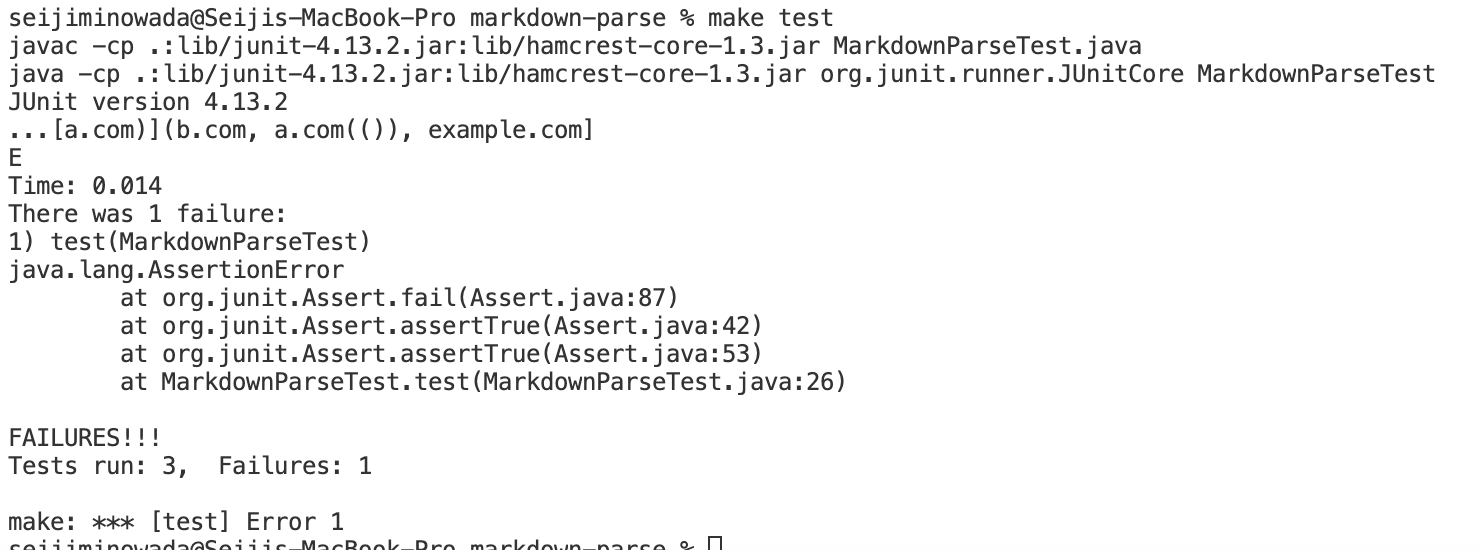 seijiminowada@Seijis-MacBook-Pro markdown-parse % make test
javac -cp .:lib/junit-4.13.2.jar:lib/hamcrest-core-1.3.jar MarkdownParseTest.java
java -cp .:lib/junit-4.13.2.jar:lib/hamcrest-core-1.3.jar org.junit.runner.JUnitCore MarkdownParseTest
JUnit version 4.13.2
...[a.com)](b.com, a.com(()), example.com]
E
Time: 0.014
There was 1 failure:
1) test(MarkdownParseTest)
java.lang.AssertionError
        at org.junit.Assert.fail(Assert.java:87)
        at org.junit.Assert.assertTrue(Assert.java:42)
        at org.junit.Assert.assertTrue(Assert.java:53)
        at MarkdownParseTest.test(MarkdownParseTest.java:26)

FAILURES!!!
Tests run: 3,  Failures: 1

make: *** [test] Error 1
seijiminowada@Seijis-MacBook-Pro markdown-parse %